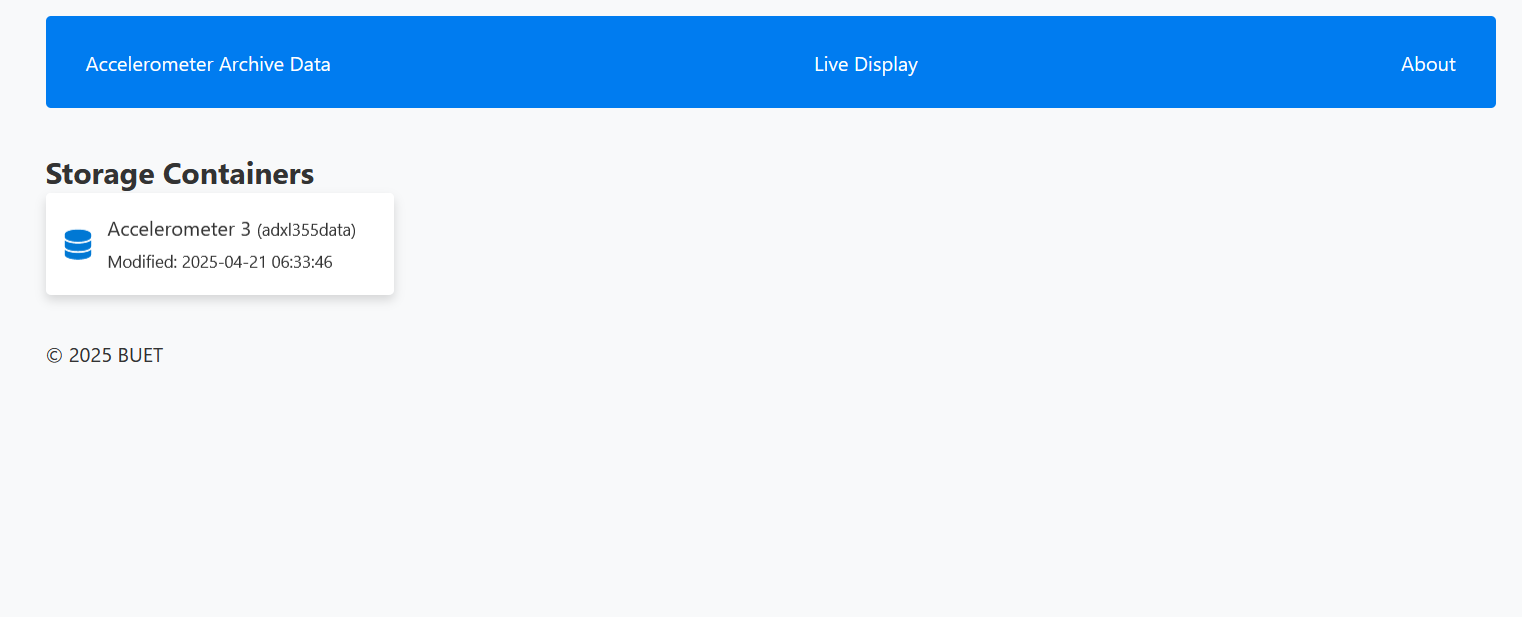 Accelerometer Archive Data
Live Display
About
Storage Containers
Accelerometer 3 (adxl355data)
Modified: 2025-04-21 06:33:46
© 2025 BUET